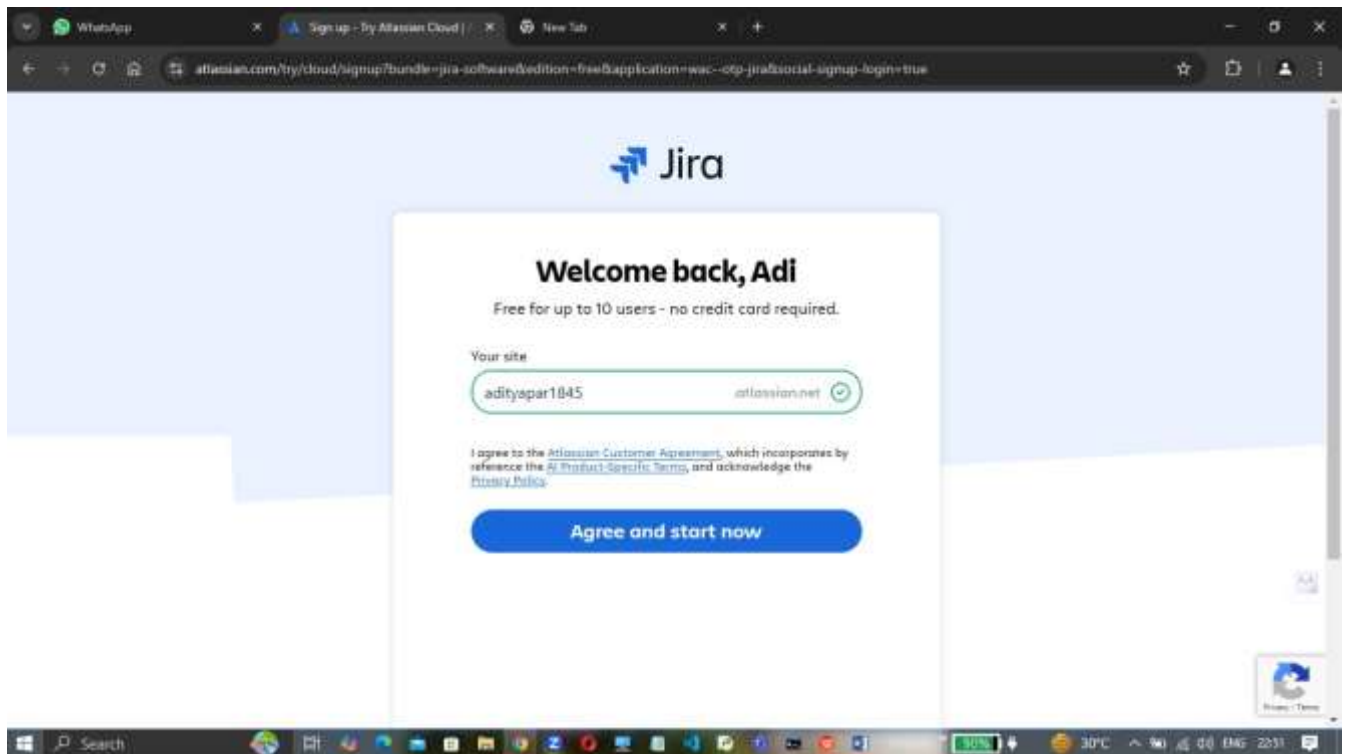 WhatsApp
Sign up - Try Atlassian Cloud |
New Tab
atlassian.com/try/cloud/signup?bundle=jira-software&edition=free&application=wac--otp-jira&social-signup-login=true
Jira
Welcome back, Adi
Free for up to 10 users - no credit card required.
Your site
adityapar1845
.atlassian.net
I agree to the Atlassian Customer Agreement, which incorporates by
reference the AI Product-Specific Terms, and acknowledge the
Privacy Policy.
Agree and start now
Privacy - Terms
Search
30°C
ENG
22:51